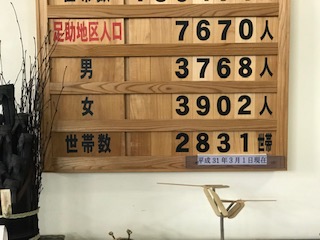 足助地区人口 7670人
男 3768人
女 3902人
世帯数 2831世帯
平成31年3月1日現在